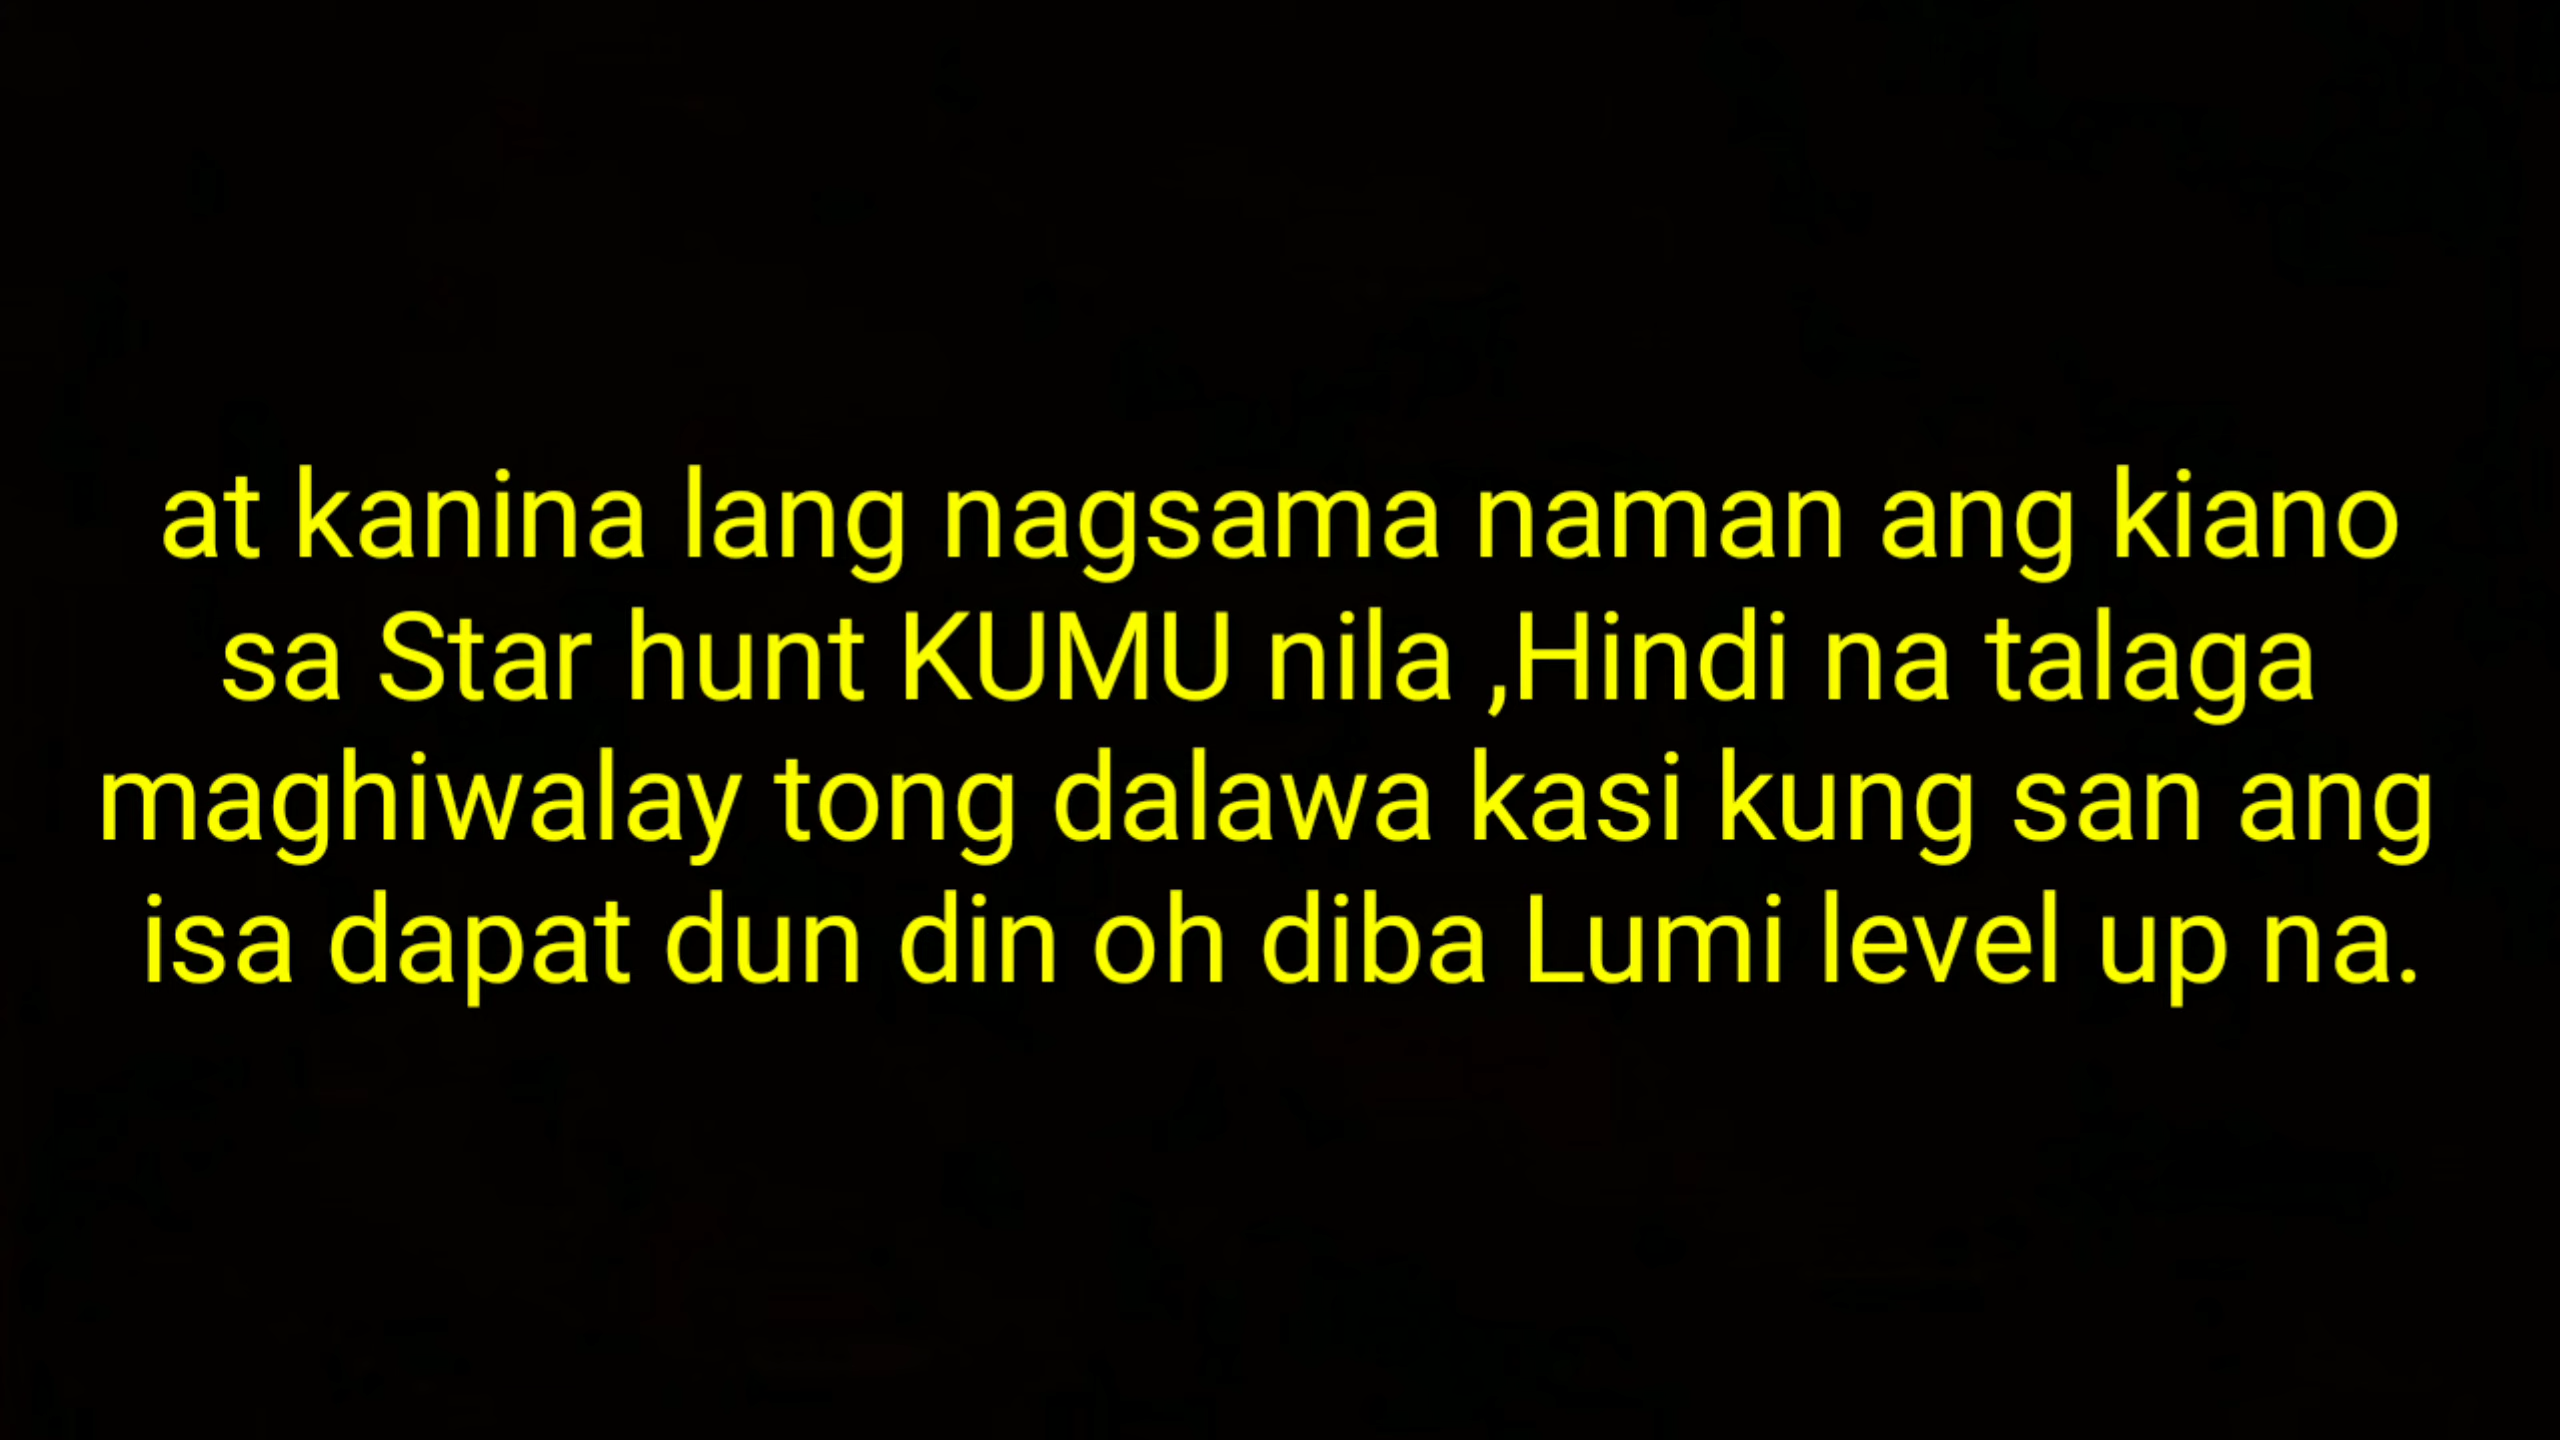 at kanina lang nagsama naman ang kiano
sa Star hunt KUMU nila ,Hindi na talaga
maghiwalay tong dalawa kasi kung san ang
isa dapat dun din oh diba Lumi level up na.